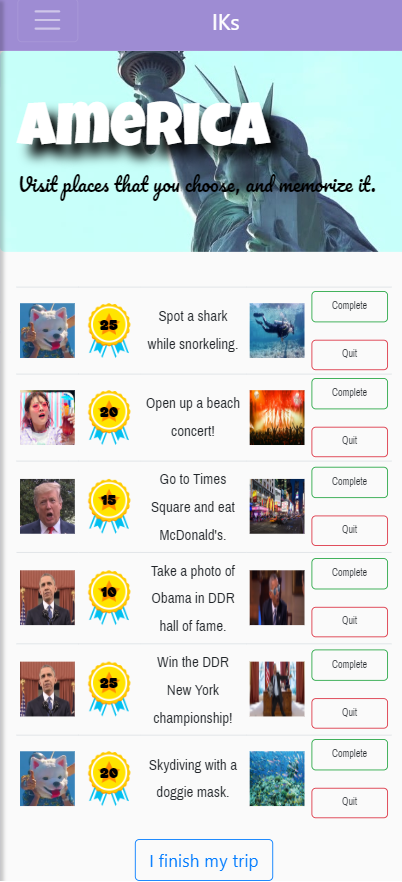 IKs
America
Visit places that you choose, and memorize it.
25
Spot a shark
while snorkeling.
Complete
Quit
20
Open up a beach
concert!
Complete
Quit
15
Go to Times
Square and eat
McDonald's.
Complete
Quit
10
Take a photo of
Obama in DDR
hall of fame.
Complete
Quit
25
Win the DDR
New York
championship!
Complete
Quit
20
Skydiving with a
doggie mask.
Complete
Quit
I finish my trip